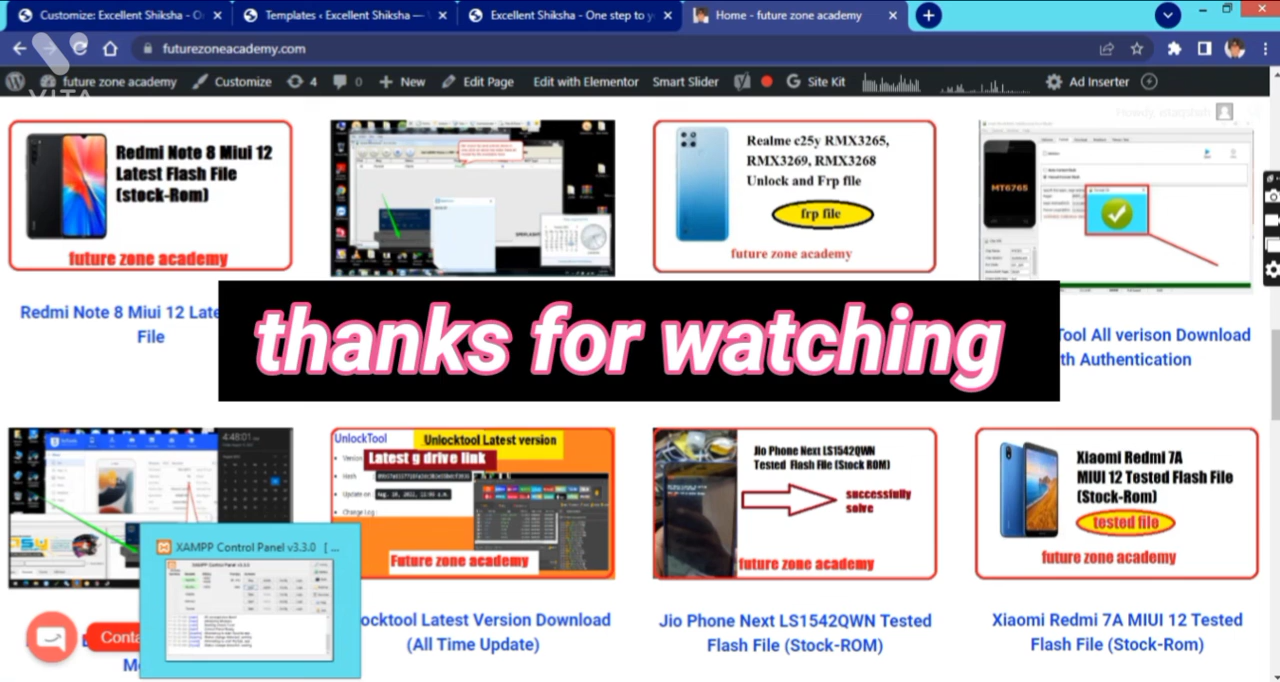 Customize: Excellent Shiksha - O
Templates ‹ Excellent Shiksha —
Excellent Shiksha - One step to y
Home - future zone academy
futurezoneacademy.com
VITA
future zone academy
Customize
4
0
New
Edit Page
Edit with Elementor
Smart Slider
Site Kit
Ad Inserter
Redmi Note 8 Miui 12
Latest Flash File
(stock-Rom)
future zone academy
Realme c25y RMX3265,
RMX3269, RMX3268
Unlock and Frp file
frp file
future zone academy
MT6765
Redmi Note 8 Miui 12 Late
File
thanks for watching
Tool All verison Download
th Authentication
4:48:01
UnlockTool
Unlocktool Latest version
Latest g drive link
Hash
Update on
Change Log :
Future zone academy
Jio Phone Next LS1542QWN
Tested Flash File (Stock ROM)
successfully
solve
future zone academy
Xiaomi Redmi 7A
MIUI 12 Tested Flash File
(Stock-Rom)
tested file
future zone academy
XAMPP Control Panel v3.3.0 [ ...
Conta
M
ocktool Latest Version Download
(All Time Update)
Jio Phone Next LS1542QWN Tested
Flash File (Stock-ROM)
Xiaomi Redmi 7A MIUI 12 Tested
Flash File (Stock-Rom)